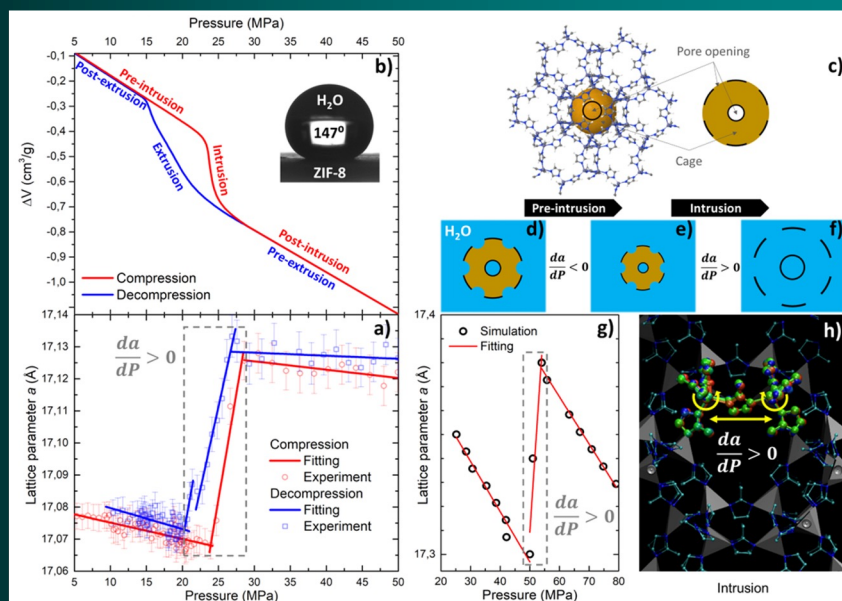 Pressure (MPa)
5 10 15 20 25 30 35 40 45 50
-0,1
-0,2
-0,3
-0,4
-0,5
-0,6
-0,7
-0,8
-0,9
-1,0
ΔV (cm³/g)
b)
Pre-intrusion
Post-extrusion
Extrusion
Intrusion
Post-intrusion
Pre-extrusion
H₂O
147⁰
ZIF-8
Compression
Decompression
17,14
17,13
17,12
17,11
17,10
17,09
17,08
17,07
17,06
Lattice parameter a (Å)
a)
da/dP > 0
Compression
Fitting
Experiment
Decompression
Fitting
Experiment
5 10 15 20 25 30 35 40 45 50
Pressure (MPa)
Pore opening
c)
Cage
Pre-intrusion
Intrusion
H₂O
d)
da/dP < 0
e)
da/dP > 0
f)
17,4
17,3
Lattice parameter a (Å)
g)
Simulation
Fitting
da/dP > 0
20 30 40 50 60 70 80
Pressure (MPa)
h)
da/dP > 0
Intrusion